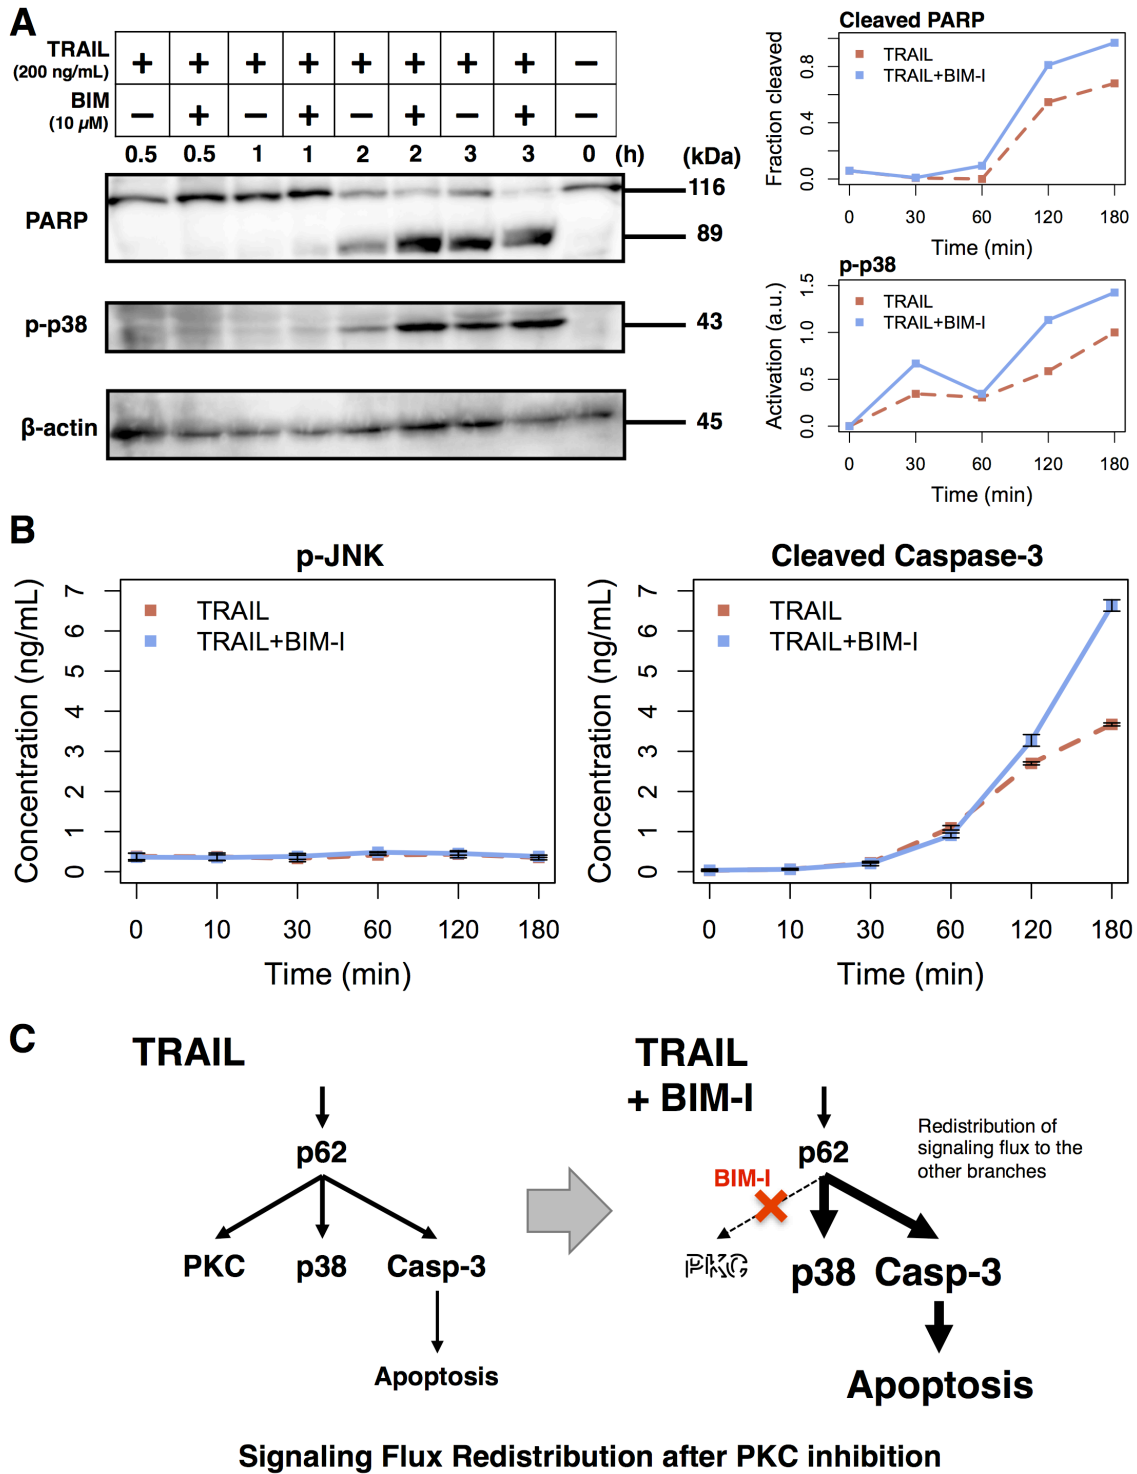 A
TRAIL
(200 ng/mL)
+ + + + + + + + −
BIM
(10 µM)
− + − + − + − + −
0.5 0.5 1 1 2 2 3 3 0 (h) (kDa)
PARP
116
89
p-p38
43
β-actin
45
Cleaved PARP
Fraction cleaved
0.8
0.4
0.0
TRAIL
TRAIL+BIM-I
0 30 60 120 180
Time (min)
p-p38
Activation (a.u.)
1.5
1.0
0.5
0.0
TRAIL
TRAIL+BIM-I
0 30 60 120 180
Time (min)
B
p-JNK
Concentration (ng/mL)
7
6
5
4
3
2
1
0
TRAIL
TRAIL+BIM-I
0 10 30 60 120 180
Time (min)
Cleaved Caspase-3
Concentration (ng/mL)
7
6
5
4
3
2
1
0
TRAIL
TRAIL+BIM-I
0 10 30 60 120 180
Time (min)
C
TRAIL
p62
PKC p38 Casp-3
Apoptosis
TRAIL
+ BIM-I
p62
Redistribution of
signaling flux to the
other branches
BIM-I
PKC p38 Casp-3
Apoptosis
Signaling Flux Redistribution after PKC inhibition